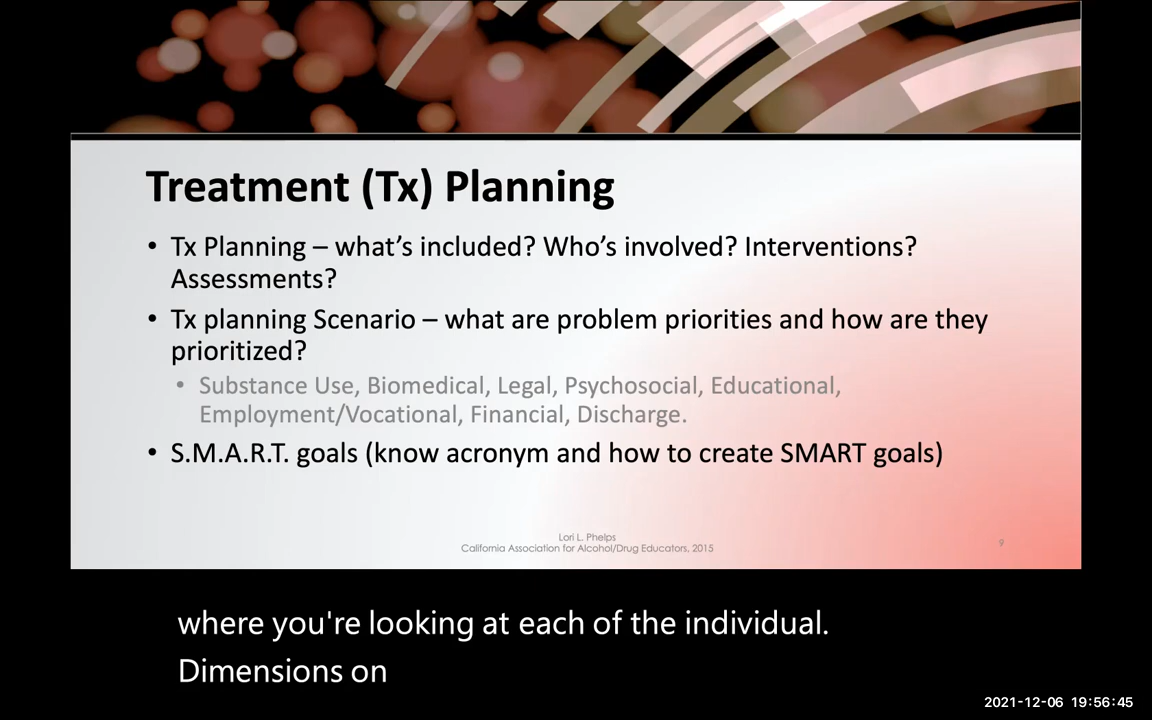 Treatment (Tx) Planning
• Tx Planning – what's included? Who's involved? Interventions?
Assessments?
• Tx planning Scenario – what are problem priorities and how are they
prioritized?
• Substance Use, Biomedical, Legal, Psychosocial, Educational,
Employment/Vocational, Financial, Discharge.
• S.M.A.R.T. goals (know acronym and how to create SMART goals)
Lori L. Phelps
California Association for Alcohol/Drug Educators, 2015
9
where you're looking at each of the individual.
Dimensions on
2021-12-06 19:56:45